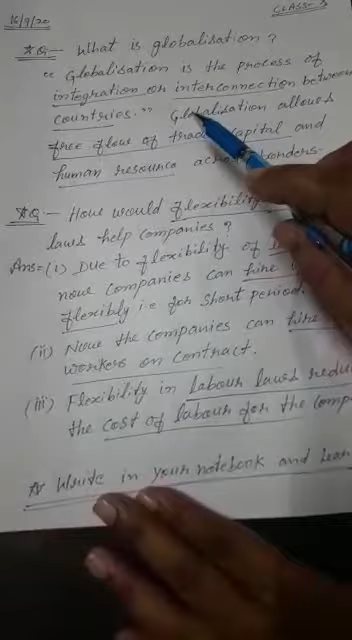 16/9/20
CLASS-
*Q:- What is globalisation?
"Globalisation is the process of
integration or interconnection between
countries." Globalisation allowed
free flow of trade capital and
human resource across borders.
*Q:- How would flexibility
laws help companies?
Ans= (i) Due to flexibility of
now companies can hire
flexibly i.e for short period.
(ii) Now the companies can hire
workers on contract.
(iii) Flexibility in labour laws
the cost of labour for the
* Write in your notebook and